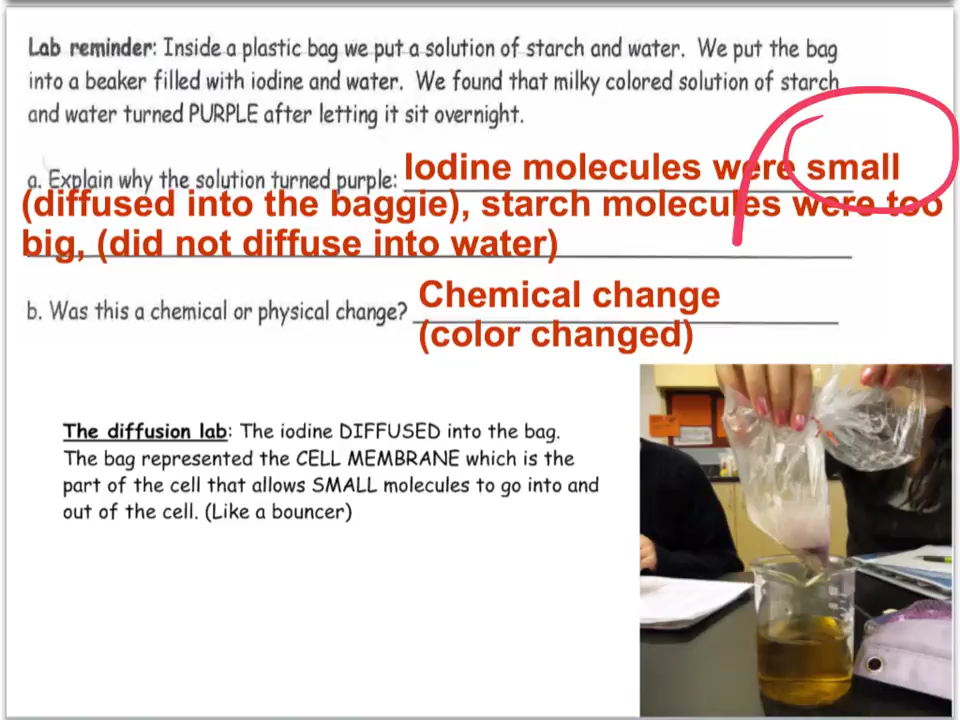 Lab reminder: Inside a plastic bag we put a solution of starch and water. We put the bag
into a beaker filled with iodine and water. We found that milky colored solution of starch
and water turned PURPLE after letting it sit overnight.
a. Explain why the solution turned purple: Iodine molecules were small
(diffused into the baggie), starch molecules were too
big, (did not diffuse into water)
b. Was this a chemical or physical change? Chemical change
(color changed)
The diffusion lab: The iodine DIFFUSED into the bag.
The bag represented the CELL MEMBRANE which is the
part of the cell that allows SMALL molecules to go into and
out of the cell. (Like a bouncer)